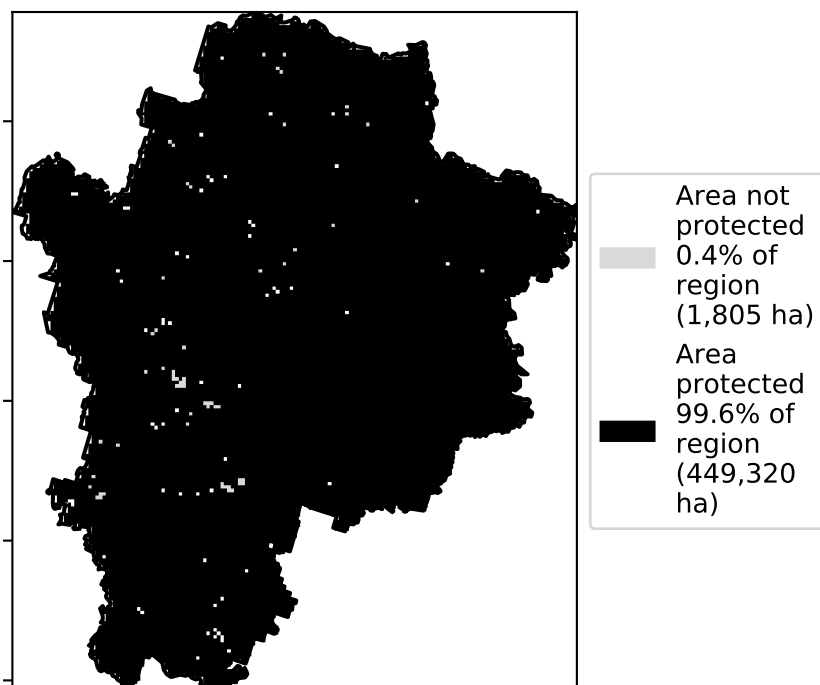 Area not
protected
0.4% of
region
(1,805 ha)
Area
protected
99.6% of
region
(449,320
ha)